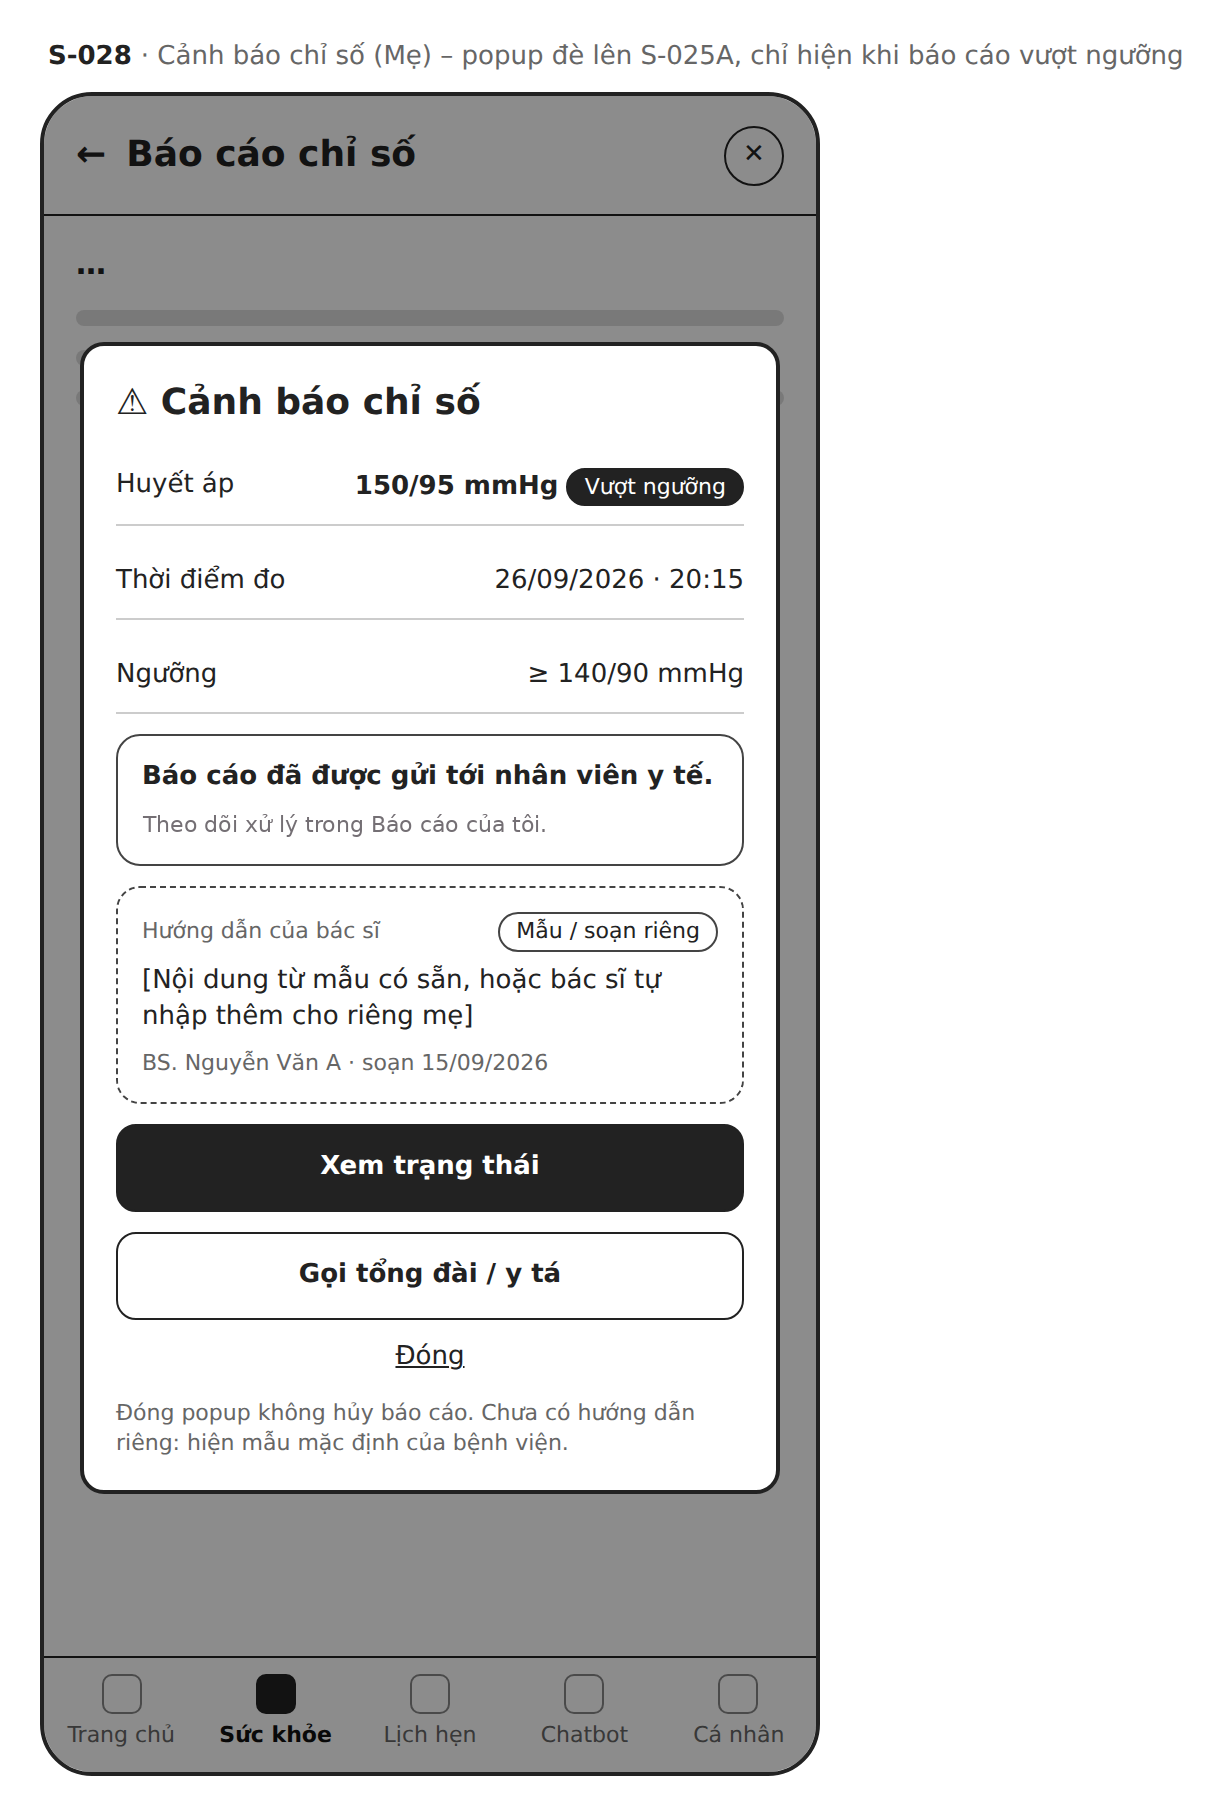 S-028 · Cảnh báo chỉ số (Mẹ) – popup đè lên S-025A, chỉ hiện khi báo cáo vượt ngưỡng
← Báo cáo chỉ số ✕
...
⚠ Cảnh báo chỉ số
Huyết áp 150/95 mmHg Vượt ngưỡng
Thời điểm đo 26/09/2026 · 20:15
Ngưỡng ≥ 140/90 mmHg
Báo cáo đã được gửi tới nhân viên y tế.
Theo dõi xử lý trong Báo cáo của tôi.
Hướng dẫn của bác sĩ Mẫu / soạn riêng
[Nội dung từ mẫu có sẵn, hoặc bác sĩ tự
nhập thêm cho riêng mẹ]
BS. Nguyễn Văn A · soạn 15/09/2026
Xem trạng thái
Gọi tổng đài / y tá
Đóng
Đóng popup không hủy báo cáo. Chưa có hướng dẫn
riêng: hiện mẫu mặc định của bệnh viện.
Trang chủ Sức khỏe Lịch hẹn Chatbot Cá nhân